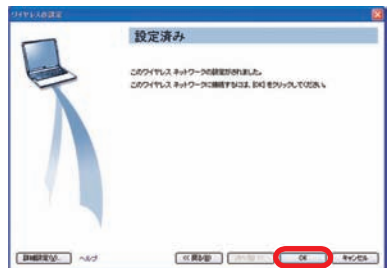 ワイヤレスの設定
設定済み
このワイヤレス ネットワークの設定がされました。
このワイヤレス ネットワークに接続するには、[OK] をクリックしてください。
詳細設定(V)... ヘルプ << 戻る(B) OK キャンセル